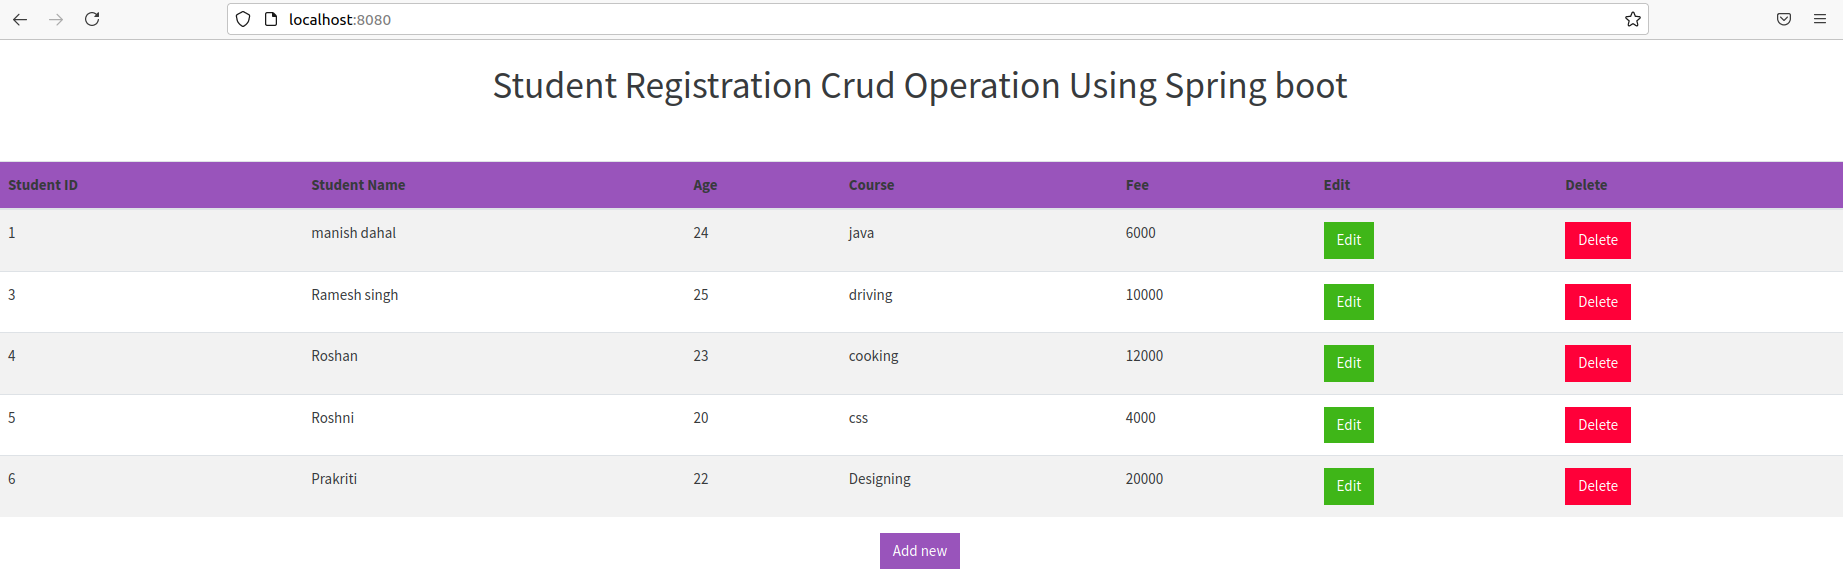 localhost:8080
Student Registration Crud Operation Using Spring boot
Student ID Student Name Age Course Fee Edit Delete
1 manish dahal 24 java 6000 Edit Delete
3 Ramesh singh 25 driving 10000 Edit Delete
4 Roshan 23 cooking 12000 Edit Delete
5 Roshni 20 css 4000 Edit Delete
6 Prakriti 22 Designing 20000 Edit Delete
Add new